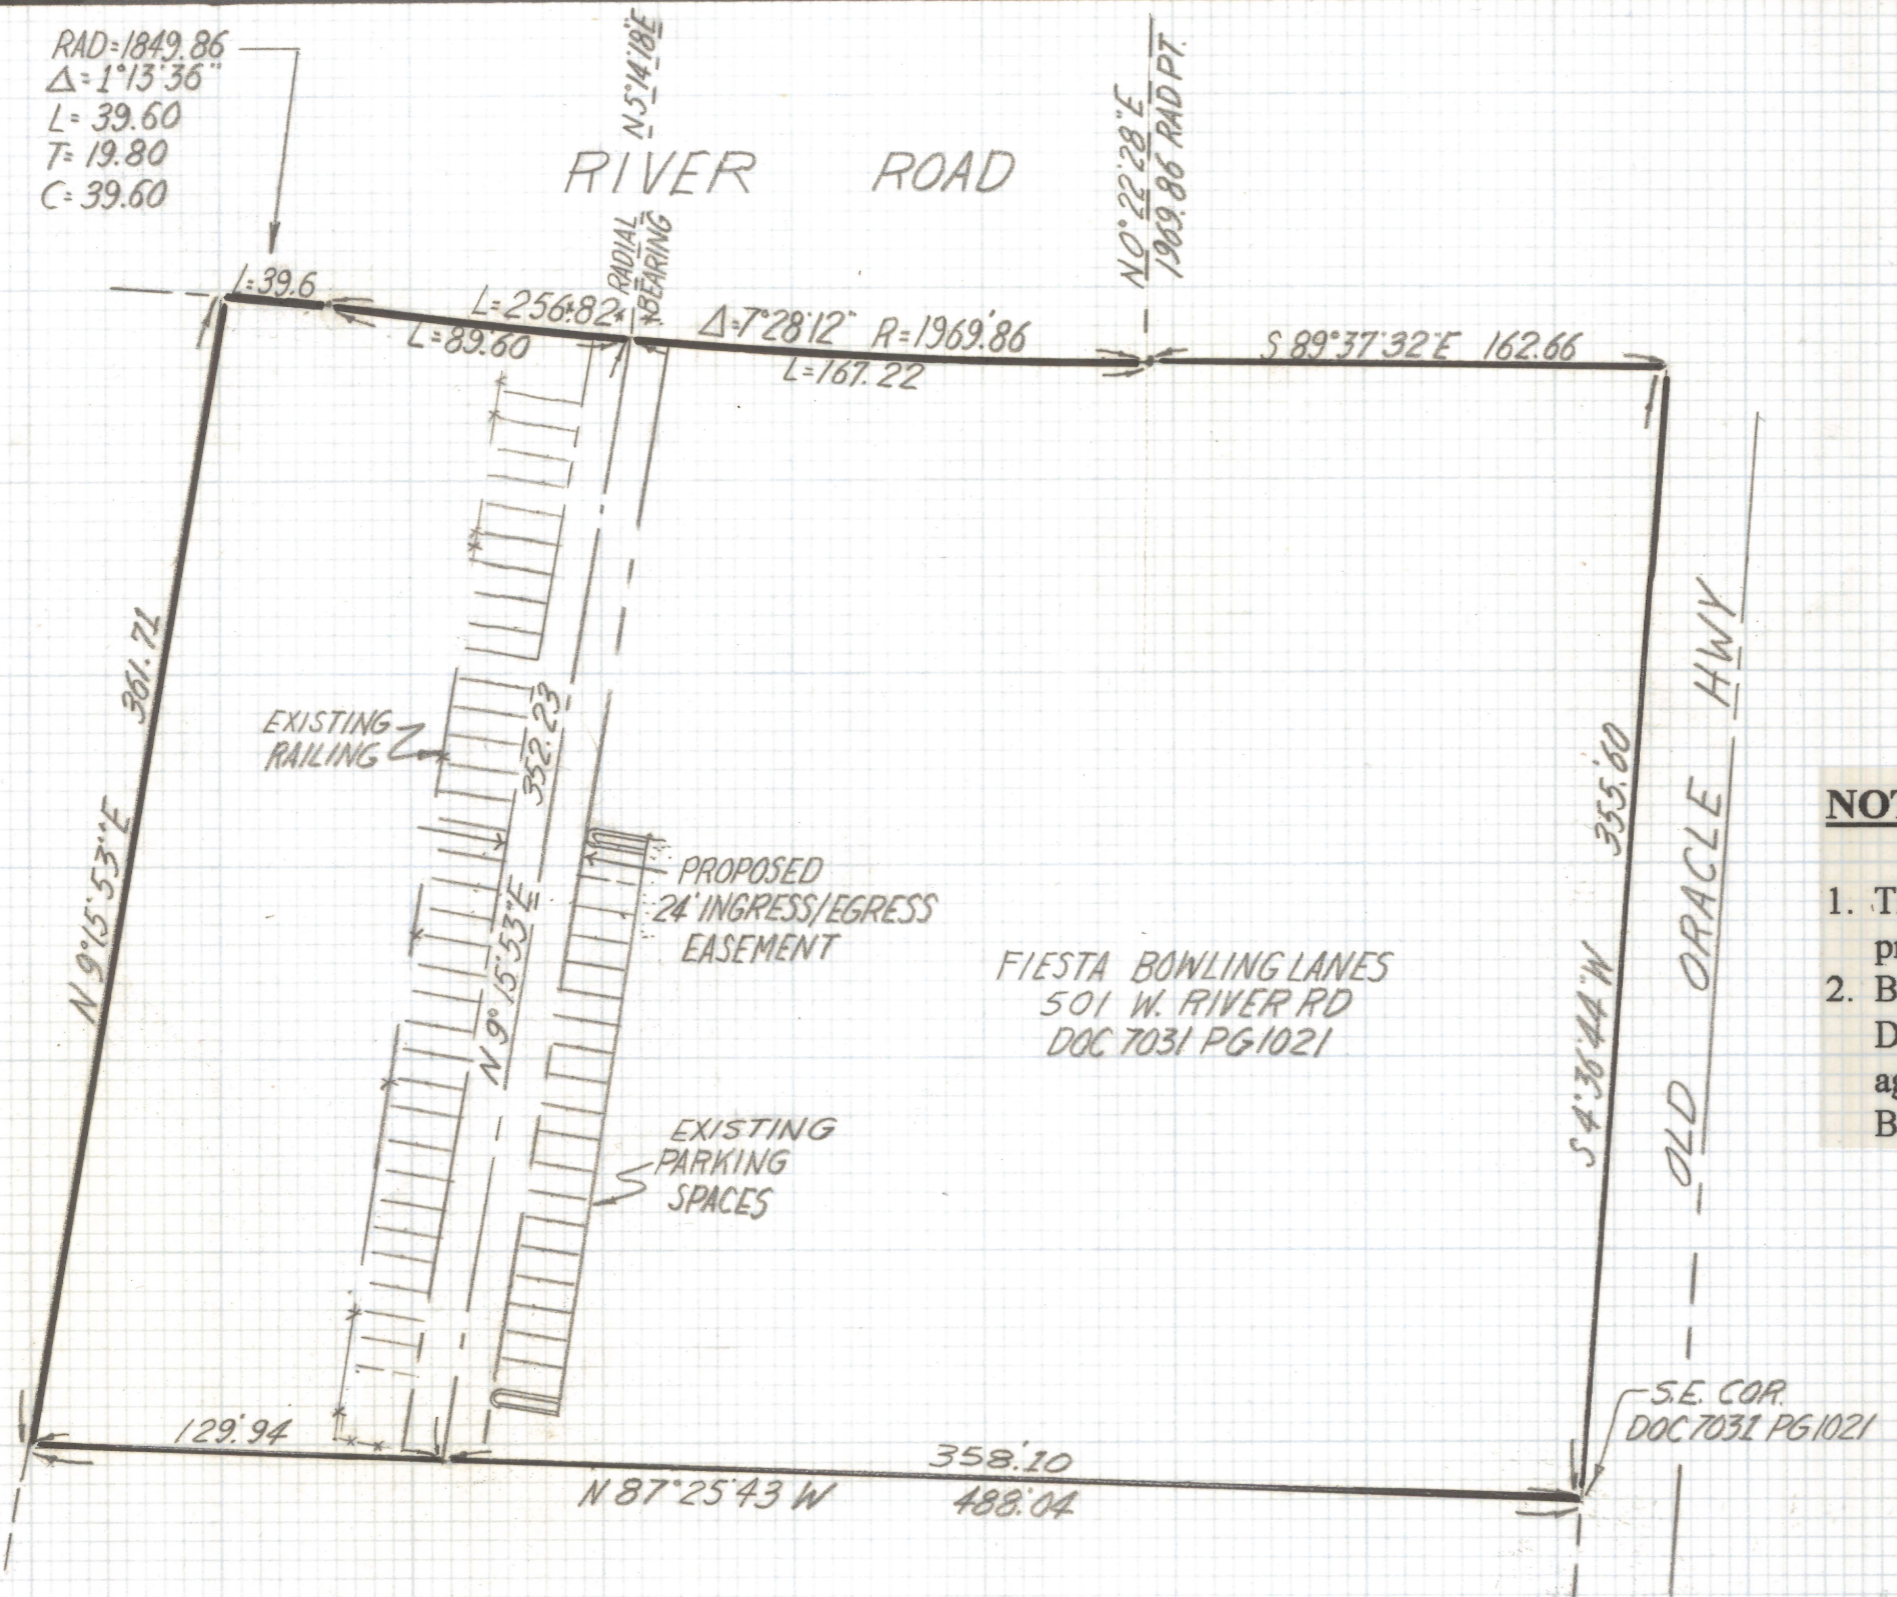 RAD=1849.86
Δ=1°13'36"
L=39.60
T=19.80
C=39.60
N5°14'18"E
RADIAL
BEARING
RIVER ROAD
N0°22'28"E
1969.86 RAD PT.
L=39.6
L=256.82
L=89.60
Δ=7°28'12" R=1969.86
L=167.22
S 89°37'32"E 162.66
N 9°15'53"E 361.71
EXISTING
RAILING
N 9°15'53"E 352.23
PROPOSED
24' INGRESS/EGRESS
EASEMENT
FIESTA BOWLING LANES
501 W. RIVER RD
DOC 7031 PG 1021
EXISTING
PARKING
SPACES
S 4°36'44"W 355.60
OLD ORACLE HWY
1.
2.
S.E. COR.
DOC 7031 PG 1021
129.94
358.10
N 87°25'43 W 488.04